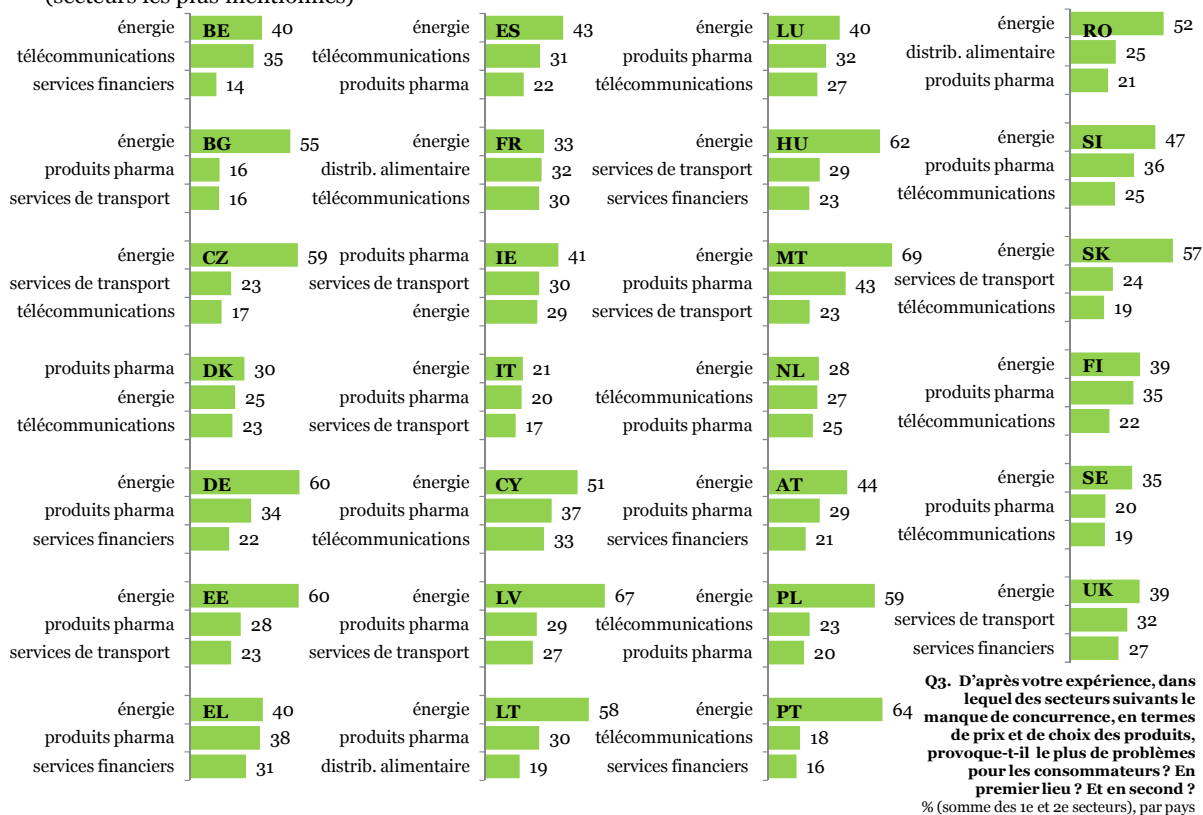 (secteurs les plus mentionnés)
énergie BE 40
télécommunications 35
services financiers 14
énergie BG 55
produits pharma 16
services de transport 16
énergie CZ 59
services de transport 23
télécommunications 17
produits pharma DK 30
énergie 25
télécommunications 23
énergie DE 60
produits pharma 34
services financiers 22
énergie EE 60
produits pharma 28
services de transport 23
énergie EL 40
produits pharma 38
services financiers 31
énergie ES 43
télécommunications 31
produits pharma 22
énergie FR 33
distrib. alimentaire 32
télécommunications 30
produits pharma IE 41
services de transport 30
énergie 29
énergie IT 21
produits pharma 20
services de transport 17
énergie CY 51
produits pharma 37
télécommunications 33
énergie LV 67
produits pharma 29
services de transport 27
énergie LT 58
produits pharma 30
distrib. alimentaire 19
énergie LU 40
produits pharma 32
télécommunications 27
énergie HU 62
services de transport 29
services financiers 23
énergie MT 69
produits pharma 43
services de transport 23
énergie NL 28
télécommunications 27
produits pharma 25
énergie AT 44
produits pharma 29
services financiers 21
énergie PL 59
télécommunications 23
produits pharma 20
énergie PT 64
télécommunications 18
services financiers 16
énergie RO 52
distrib. alimentaire 25
produits pharma 21
énergie SI 47
produits pharma 36
télécommunications 25
énergie SK 57
services de transport 24
télécommunications 19
énergie FI 39
produits pharma 35
télécommunications 22
énergie SE 35
produits pharma 20
télécommunications 19
énergie UK 39
services de transport 32
services financiers 27
Q3. D'après votre expérience, dans
lequel des secteurs suivants le
manque de concurrence, en termes
de prix et de choix des produits,
provoque-t-il le plus de problèmes
pour les consommateurs ? En
premier lieu ? Et en second ?
% (somme des 1e et 2e secteurs), par pays